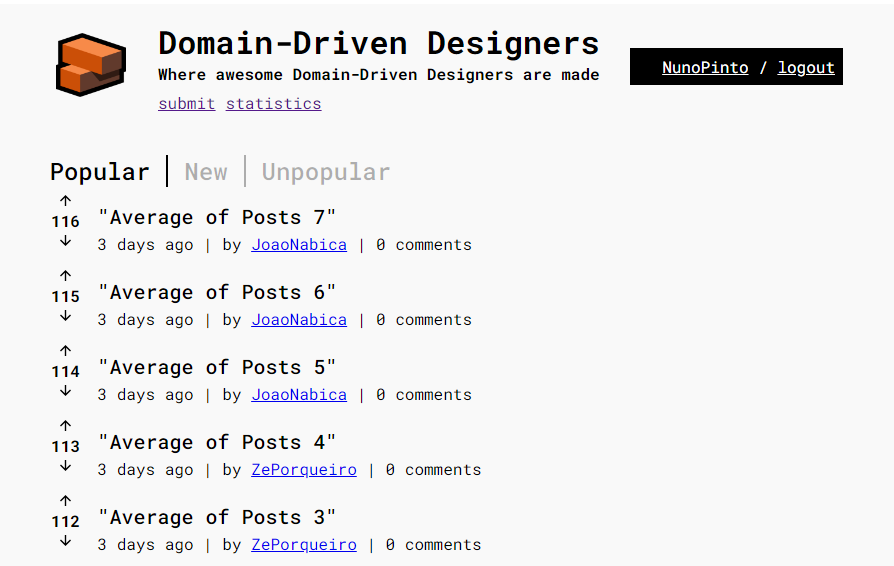 Domain-Driven Designers
Where awesome Domain-Driven Designers are made
submit statistics
NunoPinto / logout
Popular | New | Unpopular
116
"Average of Posts 7"
3 days ago | by JoaoNabica | 0 comments
115
"Average of Posts 6"
3 days ago | by JoaoNabica | 0 comments
114
"Average of Posts 5"
3 days ago | by JoaoNabica | 0 comments
113
"Average of Posts 4"
3 days ago | by ZePorqueiro | 0 comments
112
"Average of Posts 3"
3 days ago | by ZePorqueiro | 0 comments